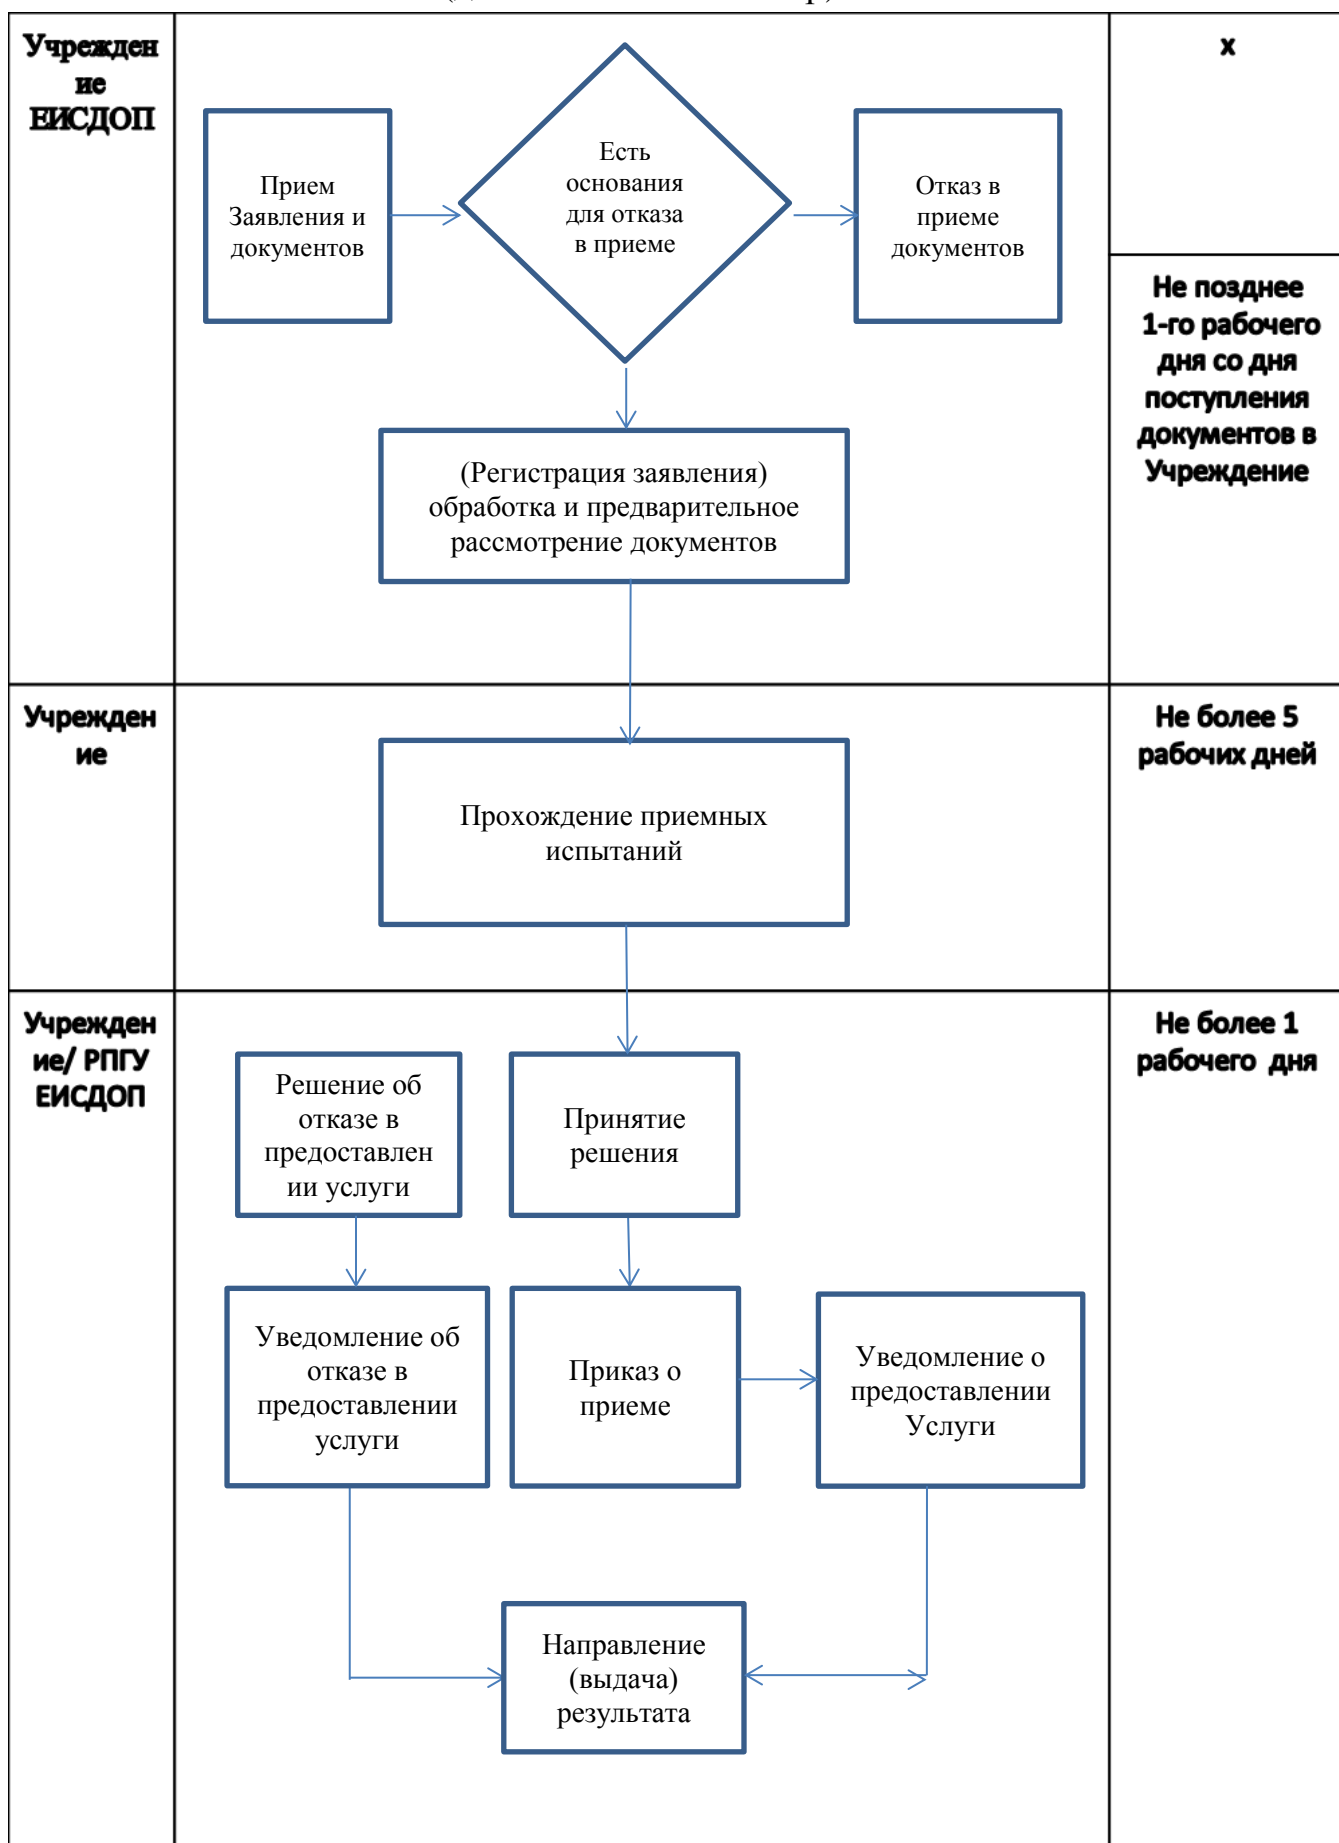 Учрежден
ие
ЕИСДОП
Прием
Заявления и
документов
Есть
основания
для отказа
в приеме
Отказ в
приеме
документов
х
Не позднее
1-го рабочего
дня со дня
поступления
документов в
Учреждение
(Регистрация заявления)
обработка и предварительное
рассмотрение документов
Учрежден
ие
Прохождение приемных
испытаний
Не более 5
рабочих дней
Учрежден
ие/ РПГУ
ЕИСДОП
Решение об
отказе в
предоставлен
ии услуги
Принятие
решения
Не более 1
рабочего дня
Уведомление об
отказе в
предоставлении
услуги
Приказ о
приеме
Уведомление о
предоставлении
Услуги
Направление
(выдача)
результата